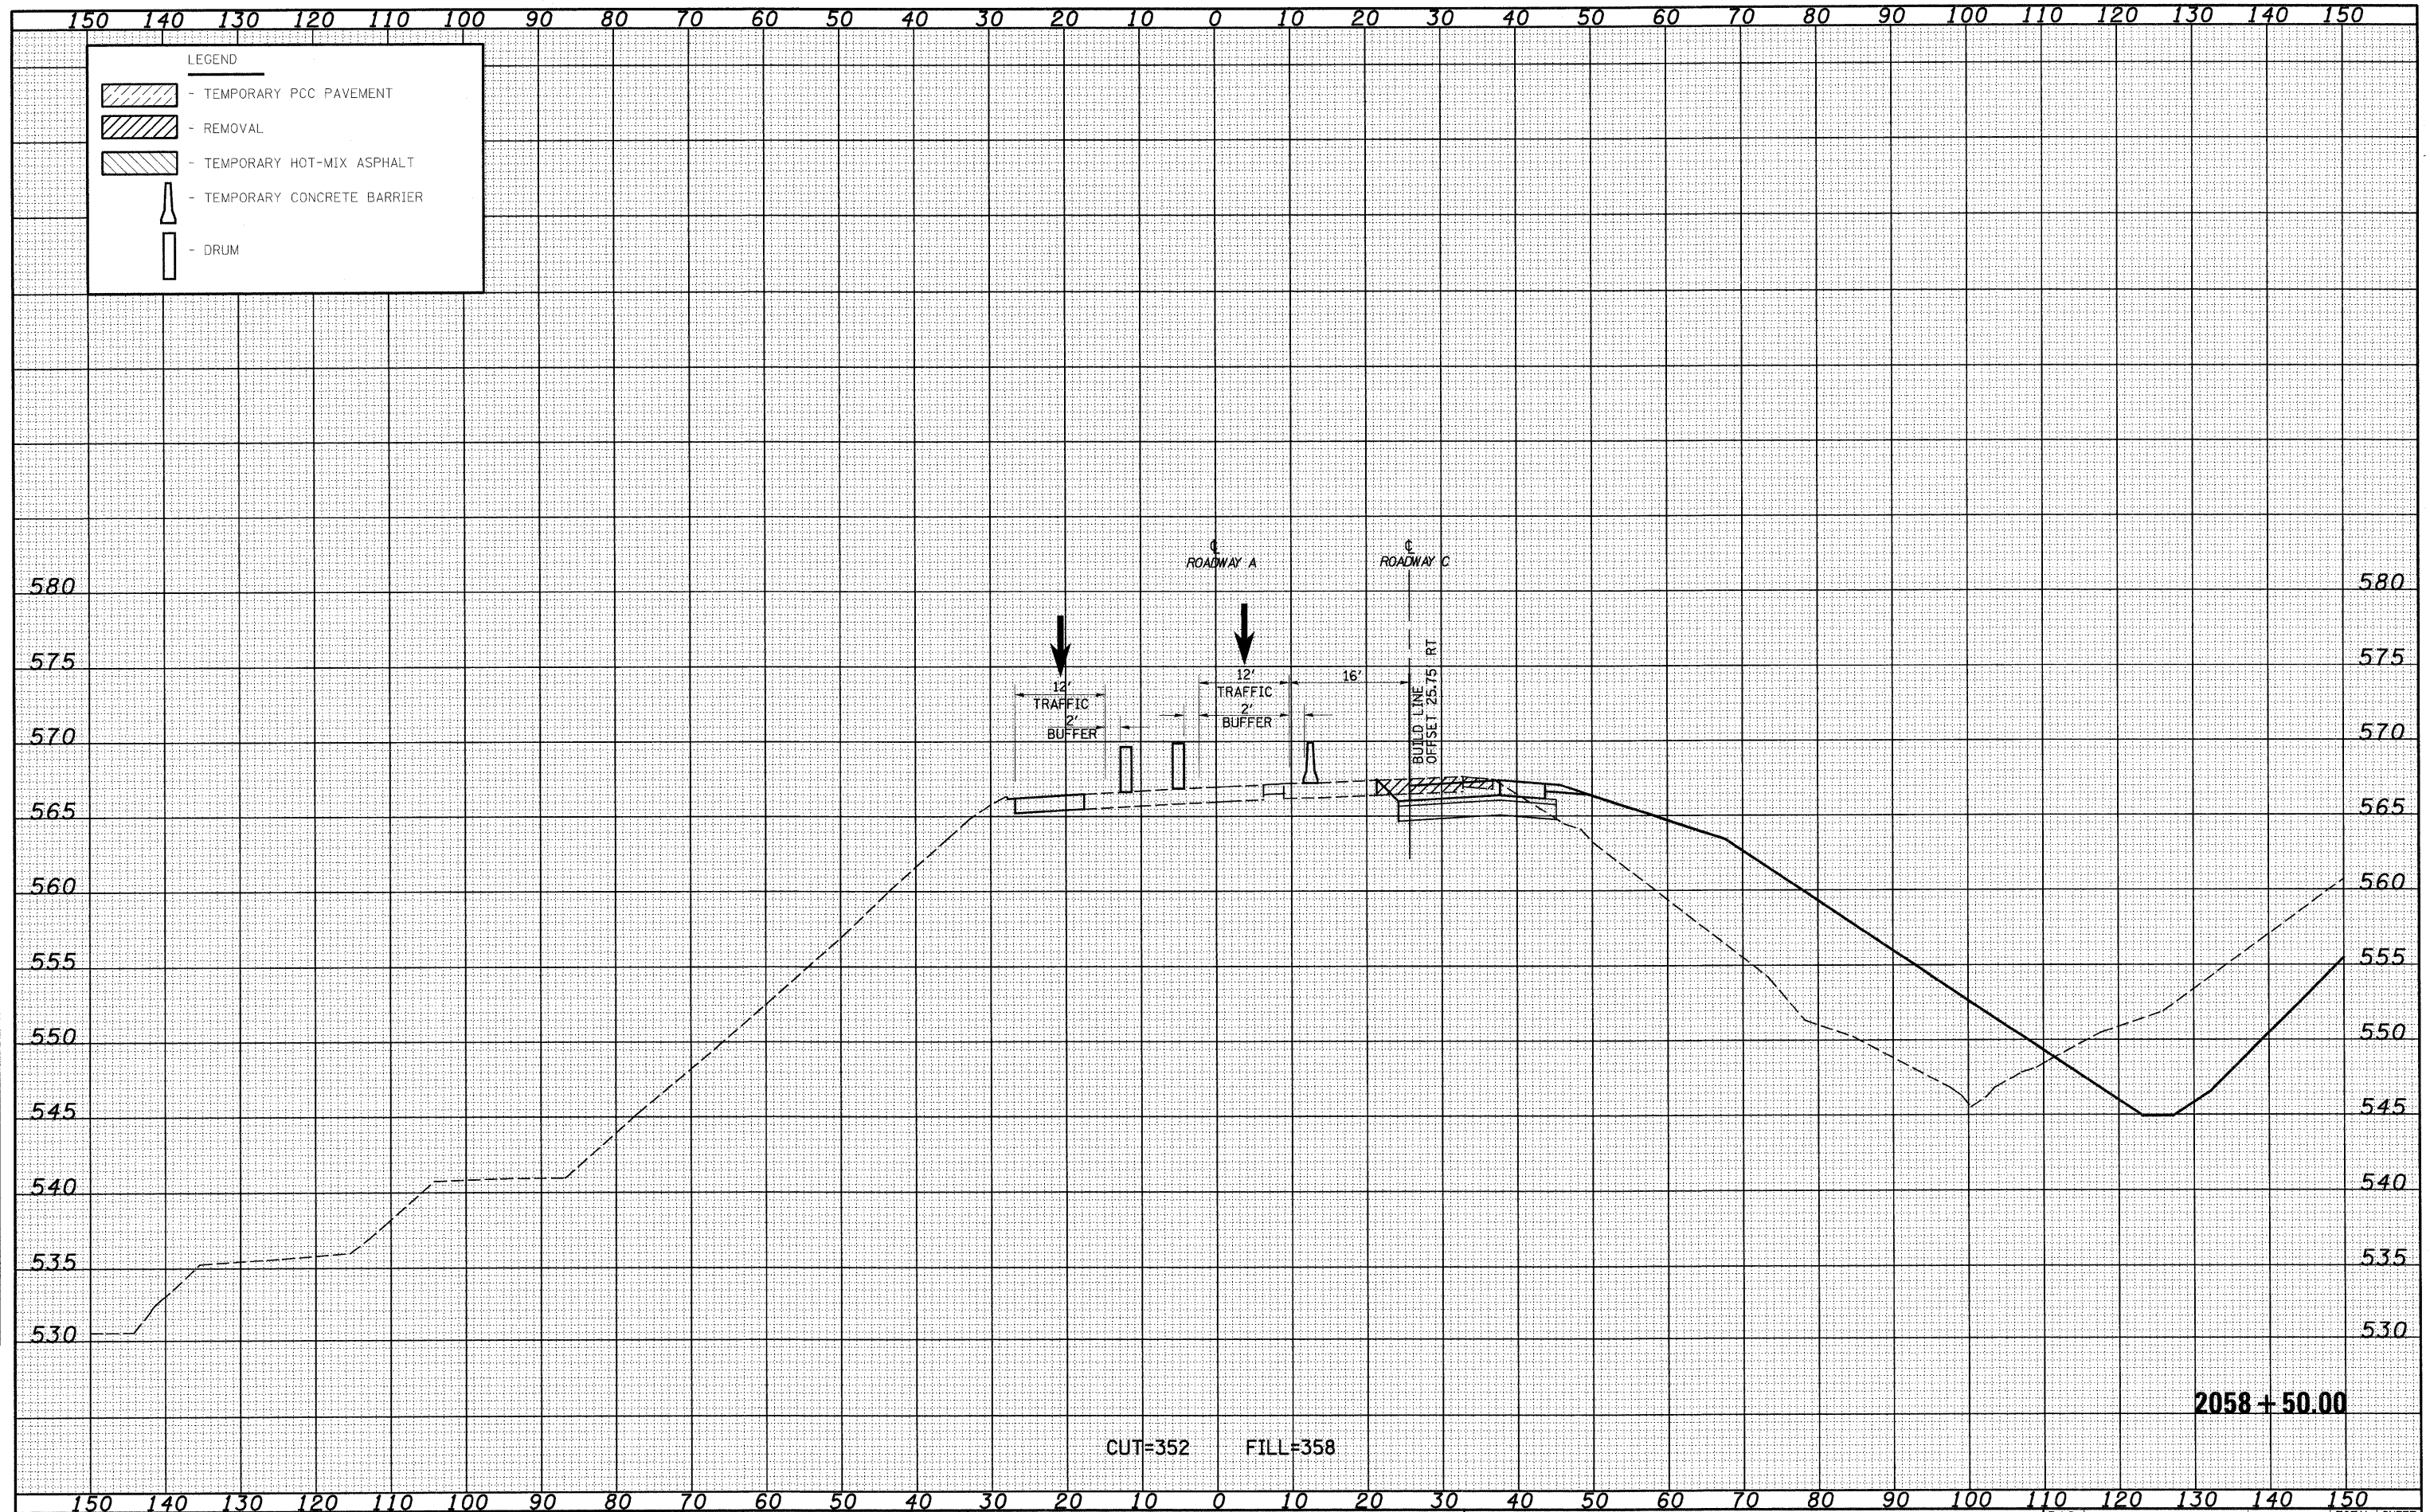 150 140 130 120 110 100 90 80 70 60 50 40 30 20 10 0 10 20 30 40 50 60 70 80 90 100 110 120 130 140 150
LEGEND
- TEMPORARY PCC PAVEMENT
- REMOVAL
- TEMPORARY HOT-MIX ASPHALT
- TEMPORARY CONCRETE BARRIER
- DRUM
℄ ℄
ROADWAY A ROADWAY C
580 580
575 575
12' 16'
12' TRAFFIC
TRAFFIC 2'
2' BUFFER
BUFFER
BUILD LINE
OFFSET 25.75 RT
570 570
565 565
560 560
555 555
550 550
545 545
540 540
535 535
530 530
2058 + 50.00
CUT=352 FILL=358
150 140 130 120 110 100 90 80 70 60 50 40 30 20 10 0 10 20 30 40 50 60 70 80 90 100 110 120 130 140 150